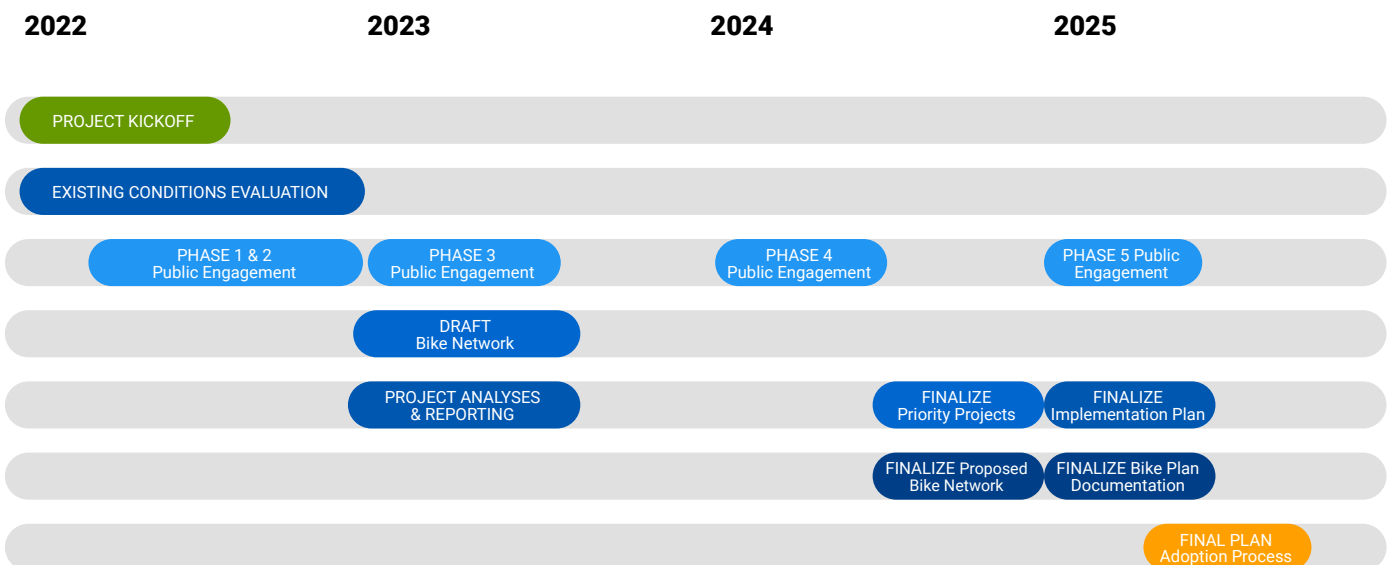 2022
2023
2024
2025
PROJECT KICKOFF
EXISTING CONDITIONS EVALUATION
PHASE 1 & 2
Public Engagement
PHASE 3
Public Engagement
PHASE 4
Public Engagement
PHASE 5 Public
Engagement
DRAFT
Bike Network
PROJECT ANALYSES
& REPORTING
FINALIZE
Priority Projects
FINALIZE
Implementation Plan
FINALIZE Proposed
Bike Network
FINALIZE Bike Plan
Documentation
FINAL PLAN
Adoption Process